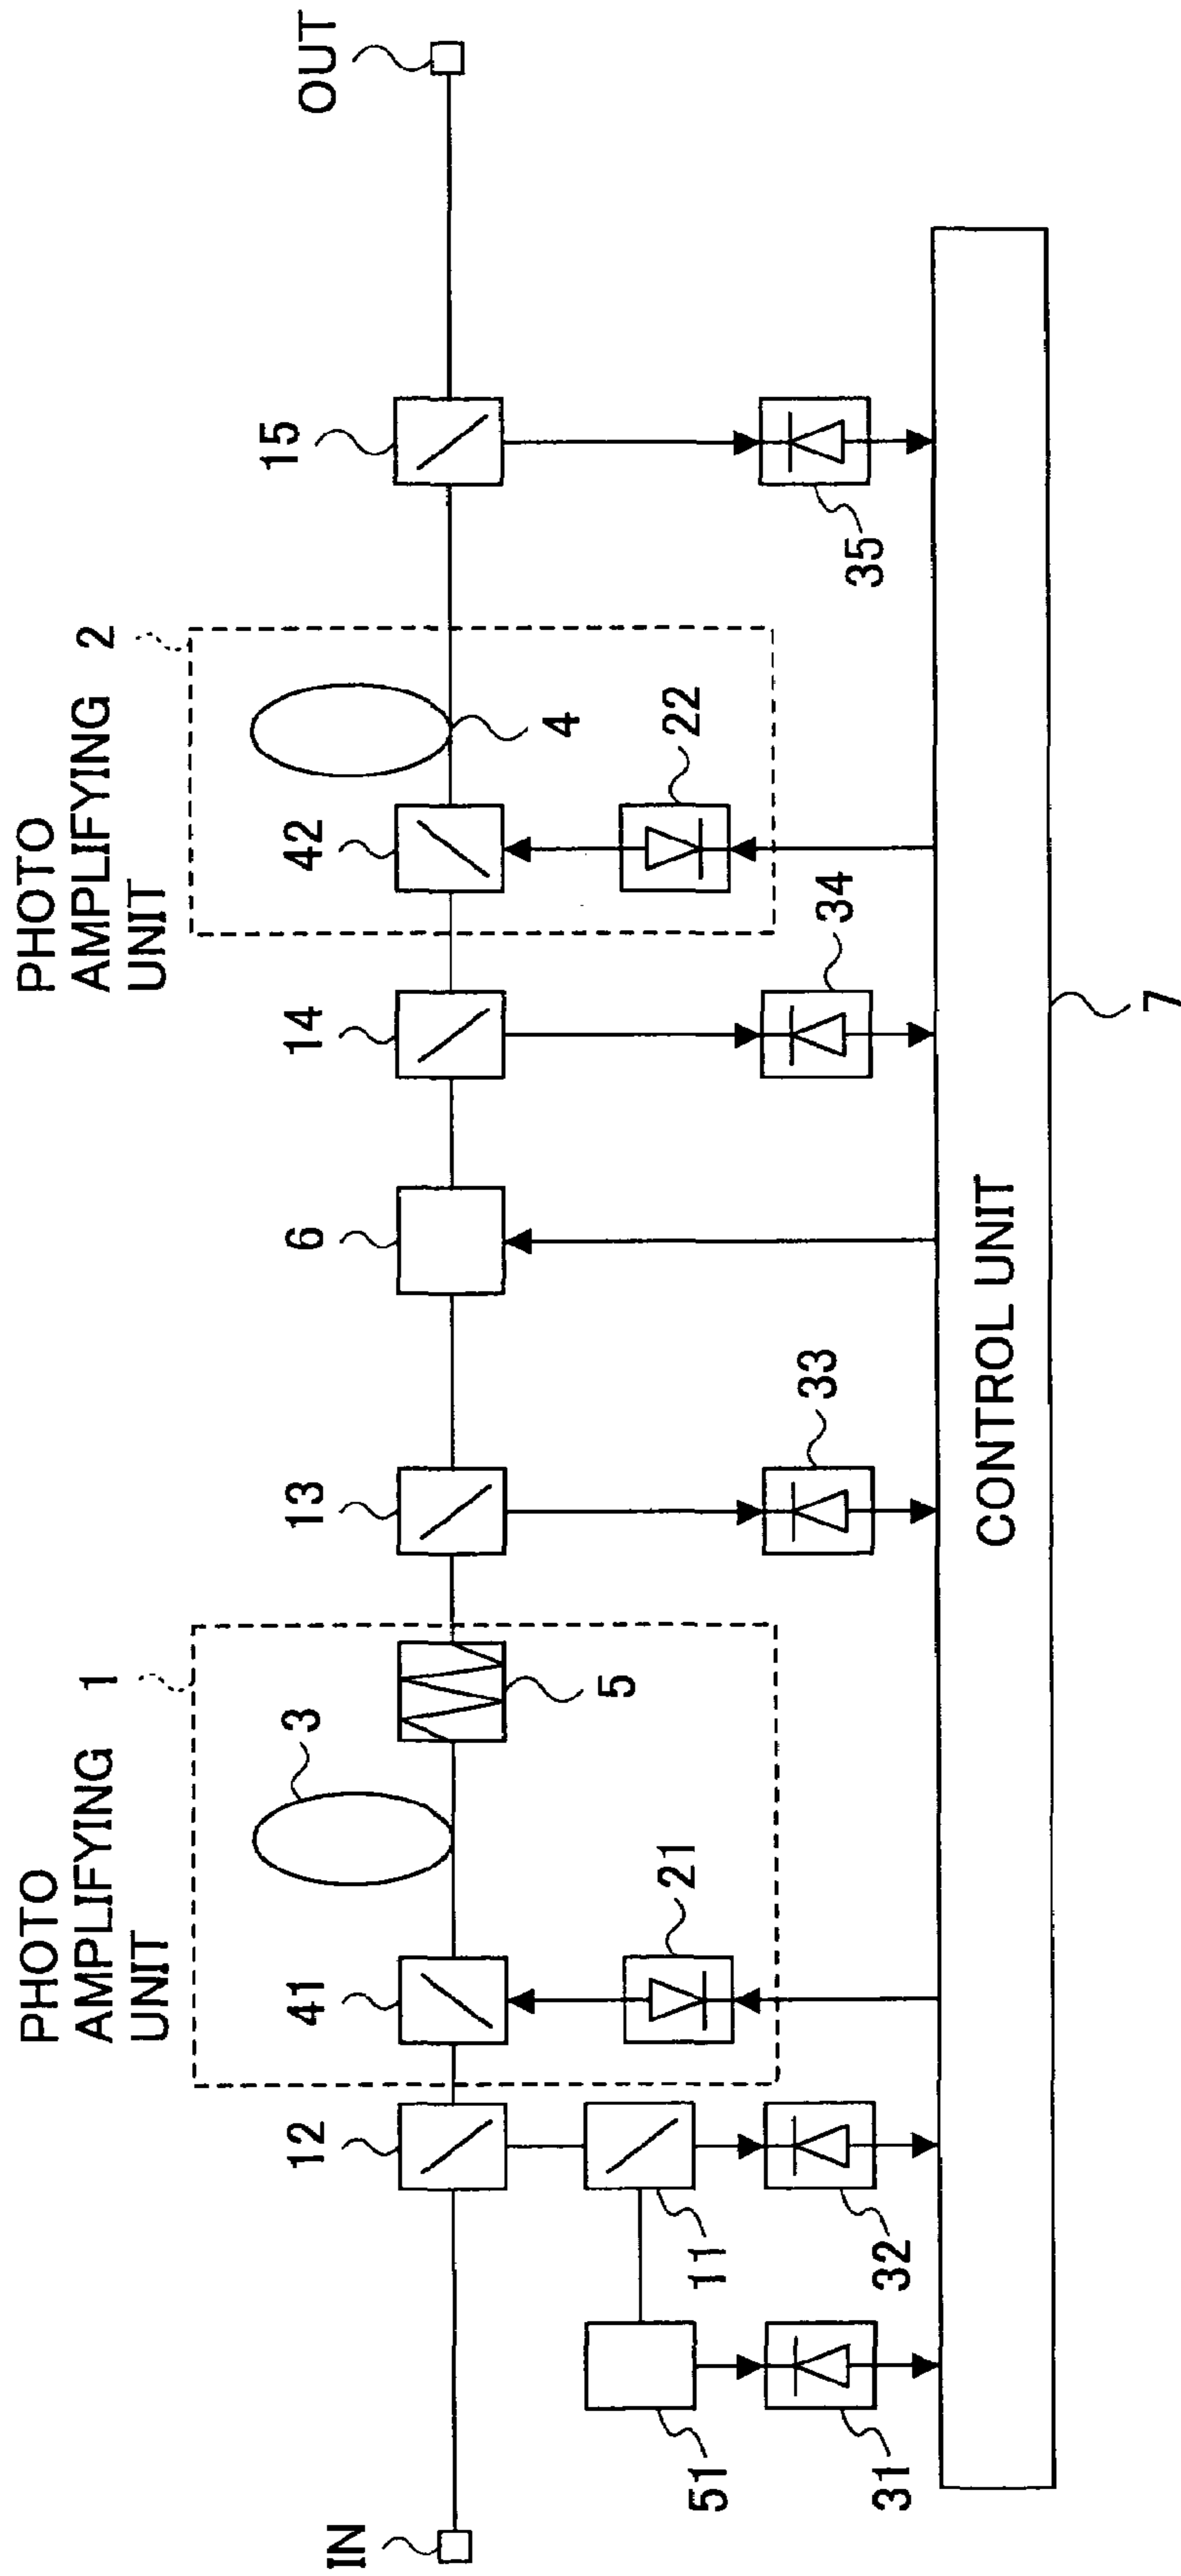 PHOTO
AMPLIFYING 1
UNIT
PHOTO
AMPLIFYING 2
UNIT
IN
12
41
3
5
13
6
14
42
4
15
OUT
51
11
21
22
31
32
33
34
35
CONTROL UNIT
7